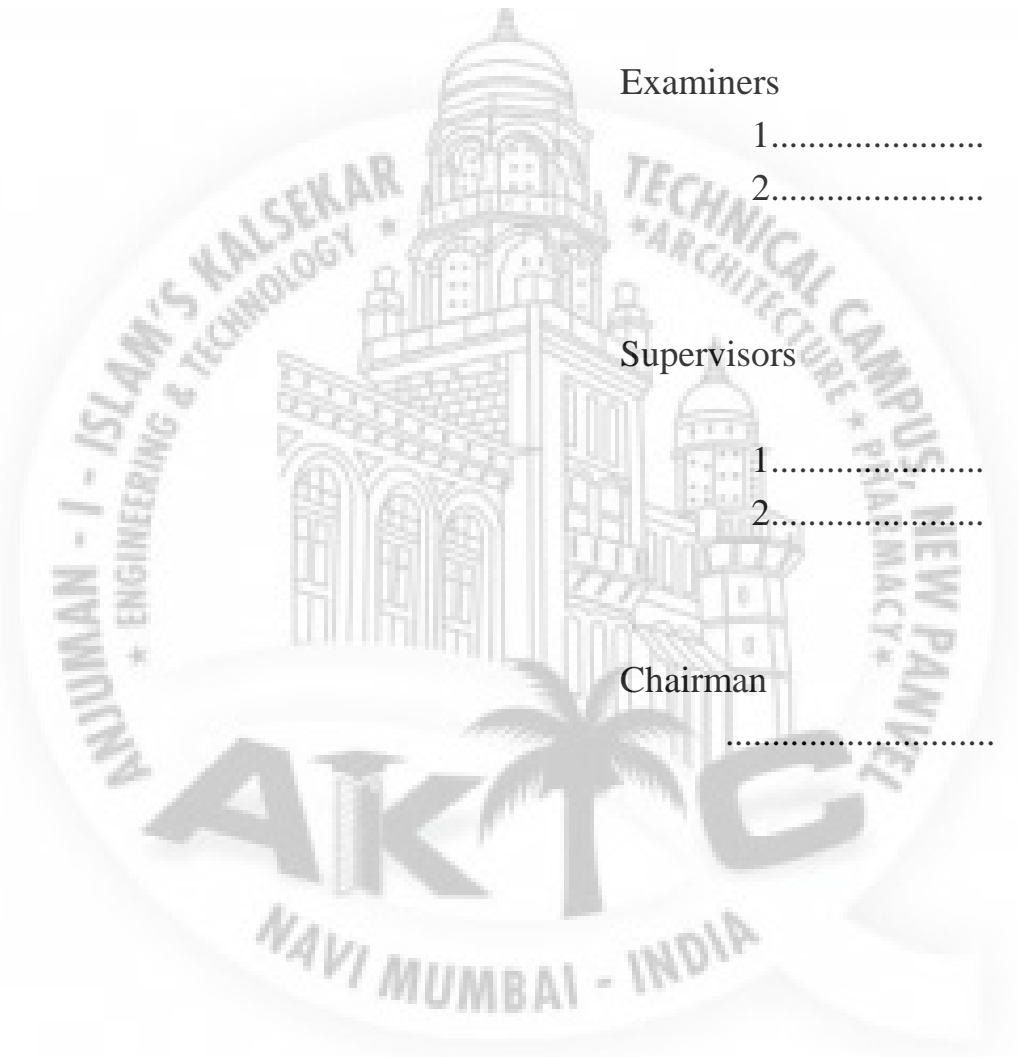 Examiners
1.......................
2.......................
Supervisors
1.......................
2.......................
Chairman
.............................
ANJUMAN - I - ISLAM'S KALSEKAR TECHNICAL CAMPUS, NEW PANVEL
* ENGINEERING & TECHNOLOGY * *ARCHITECTURE * PHARMACY*
AKTC
NAVI MUMBAI - INDIA